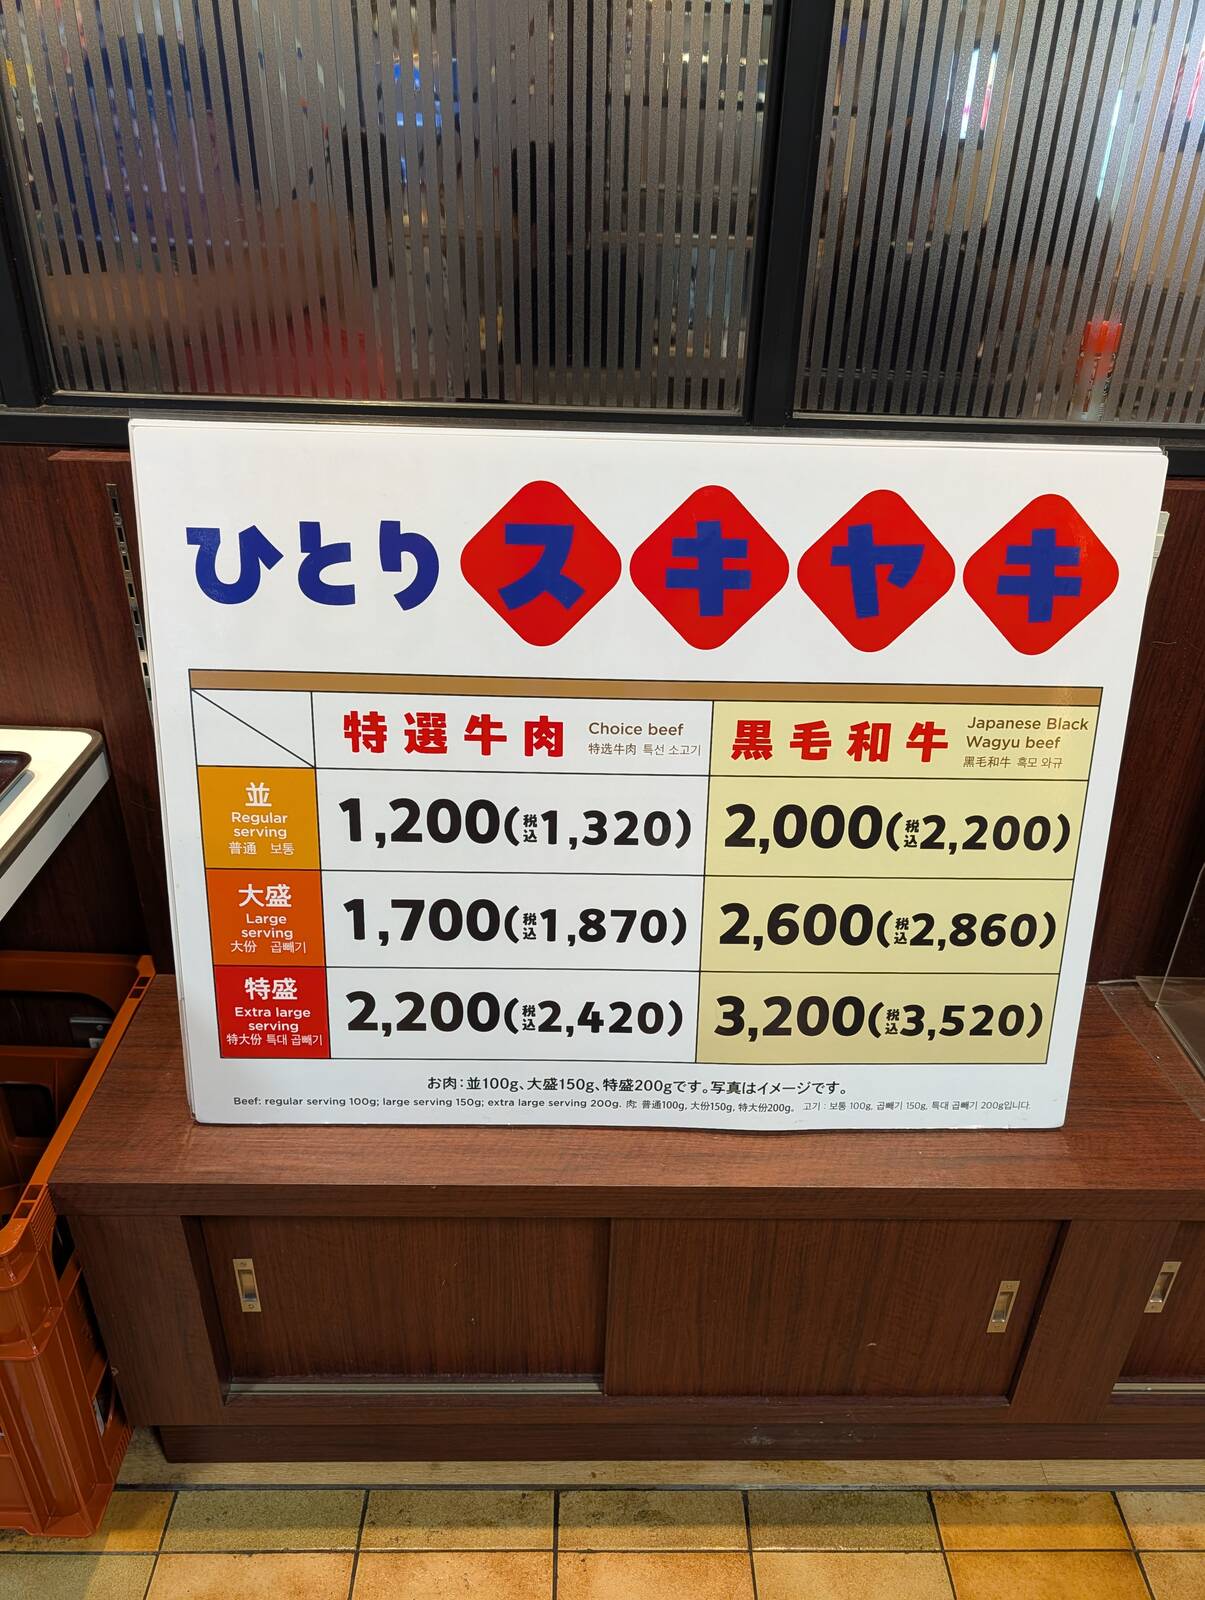 ひとりスキヤキ
特選牛肉 Choice beef
特选牛肉 특선 소고기
黒毛和牛 Japanese Black
Wagyu beef
黑毛和牛 흑모 와규
並
Regular
serving
普通 보통
1,200(税込1,320)
2,000(税込2,200)
大盛
Large
serving
大份 곱빼기
1,700(税込1,870)
2,600(税込2,860)
特盛
Extra large
serving
特大份 특대 곱빼기
2,200(税込2,420)
3,200(税込3,520)
お肉：並100g、大盛150g、特盛200gです。写真はイメージです。
Beef: regular serving 100g; large serving 150g; extra large serving 200g. 肉: 普通100g, 大份150g, 特大份200g。 고기 : 보통 100g, 곱빼기 150g, 특대 곱빼기 200g입니다.